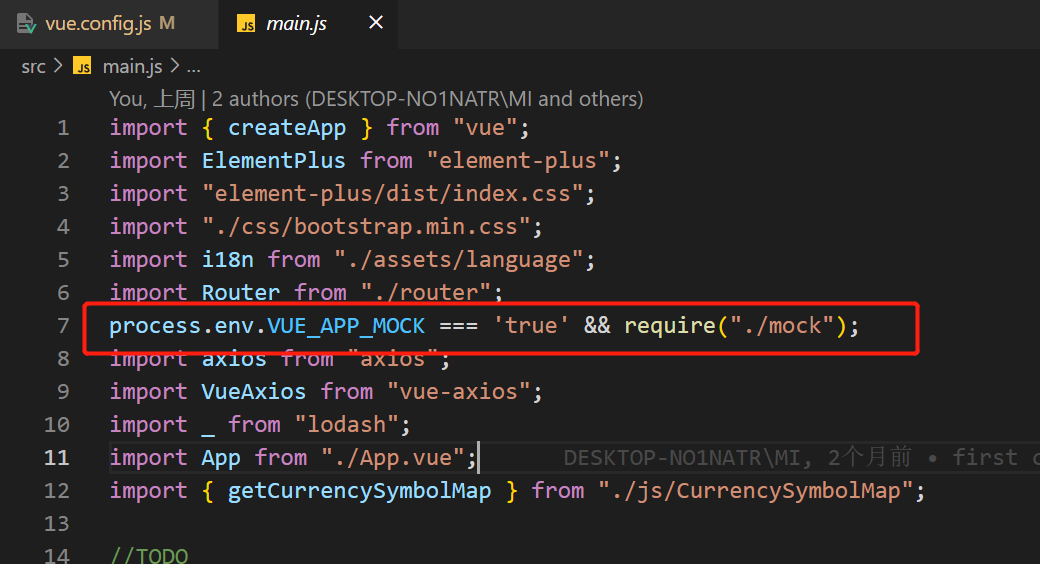 vue.config.js M
JS main.js ×
src > JS main.js > ...
You, 上周 | 2 authors (DESKTOP-NO1NATR\MI and others)
1 import { createApp } from "vue";
2 import ElementPlus from "element-plus";
3 import "element-plus/dist/index.css";
4 import "./css/bootstrap.min.css";
5 import i18n from "./assets/language";
6 import Router from "./router";
7 process.env.VUE_APP_MOCK === 'true' && require("./mock");
8 import axios from "axios";
9 import VueAxios from "vue-axios";
10 import _ from "lodash";
11 import App from "./App.vue"; DESKTOP-NO1NATR\MI, 2个月前 • first
12 import { getCurrencySymbolMap } from "./js/CurrencySymbolMap";
13
14 //TODO